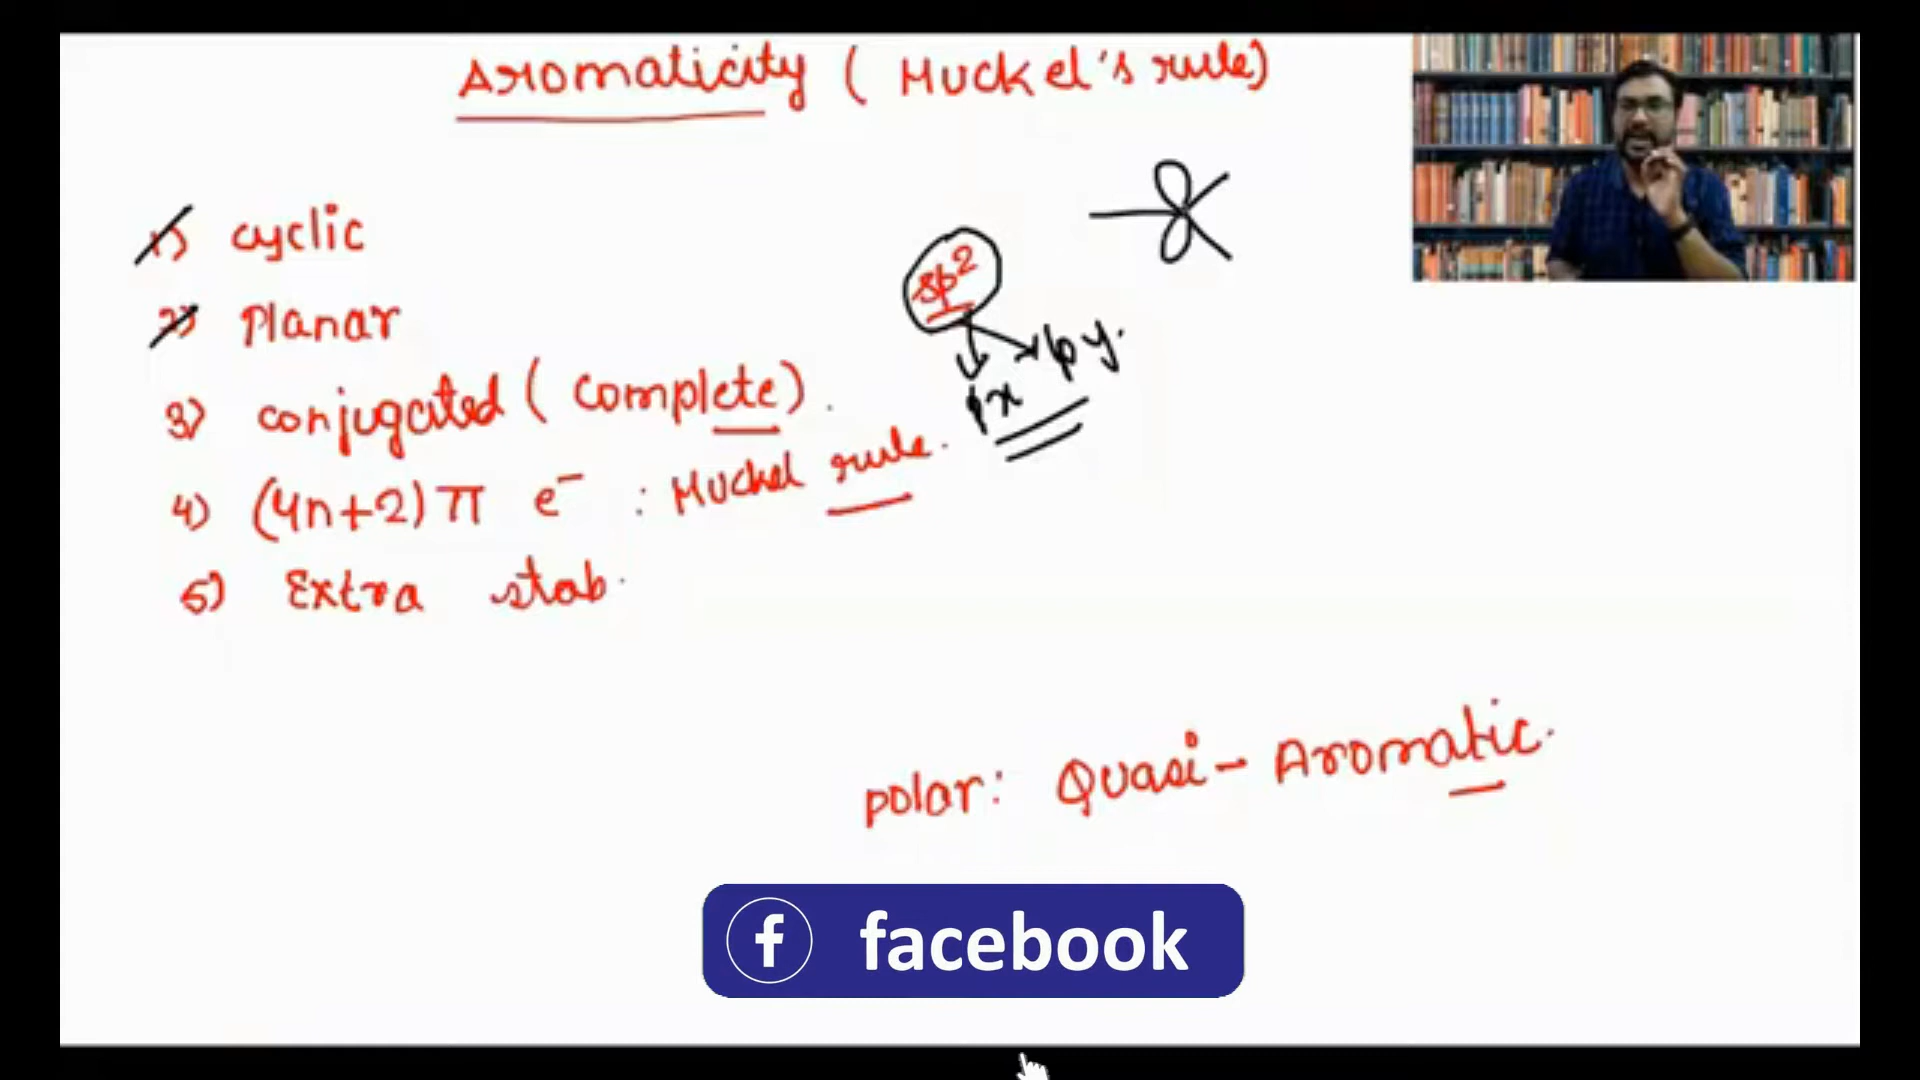 Aromaticity ( Huckel's rule)
1) cyclic
2) Planar
sp²
px
py.
3) conjugated ( complete).
4) (4n+2) π e⁻ : Huckel rule.
5) Extra stab.
polar: Quasi - Aromatic.
f facebook